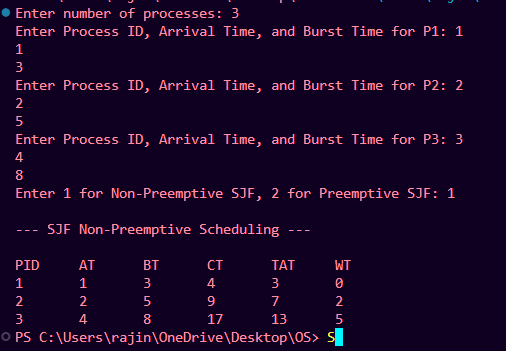 Enter number of processes: 3
Enter Process ID, Arrival Time, and Burst Time for P1: 1
1
3
Enter Process ID, Arrival Time, and Burst Time for P2: 2
2
5
Enter Process ID, Arrival Time, and Burst Time for P3: 3
4
8
Enter 1 for Non-Preemptive SJF, 2 for Preemptive SJF: 1
--- SJF Non-Preemptive Scheduling ---
PID AT BT CT TAT WT
1 1 3 4 3 0
2 2 5 9 7 2
3 4 8 17 13 5
PS C:\Users\rajin\OneDrive\Desktop\OS> S